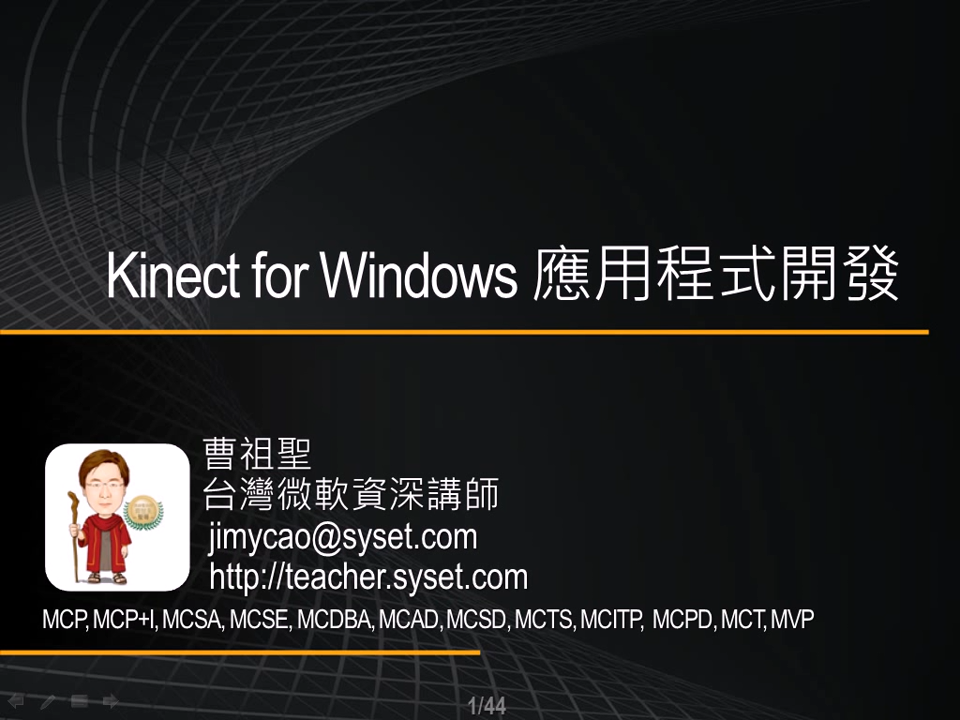 Kinect for Windows 應用程式開發
曹祖聖
台灣微軟資深講師
jimycao@syset.com
http://teacher.syset.com
MCP, MCP+I, MCSA, MCSE, MCDBA, MCAD, MCSD, MCTS, MCITP, MCPD, MCT, MVP
1/44